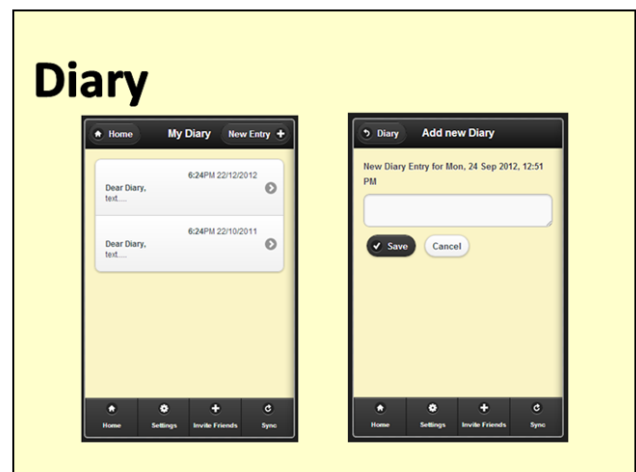 Diary
Home My Diary New Entry
6:24PM 22/12/2012
Dear Diary,
text....
6:24PM 22/10/2011
Dear Diary,
text....
Home Settings Invite Friends Sync
Diary Add new Diary
New Diary Entry for Mon, 24 Sep 2012, 12:51
PM
Save Cancel
Home Settings Invite Friends Sync